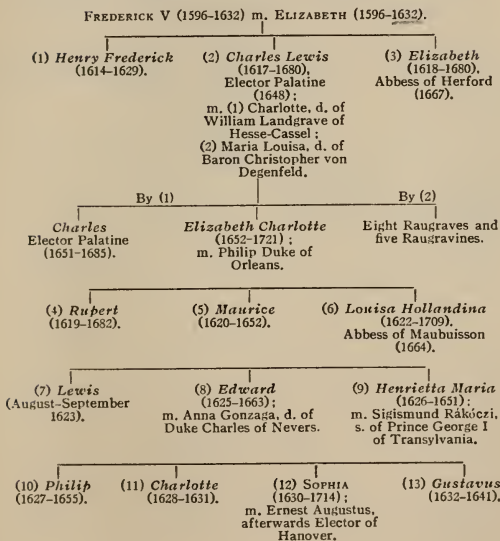 FREDERICK V (1596-1632) m. ELIZABETH (1596-1632).
(1) Henry Frederick
(1614-1629).
(2) Charles Lewis
(1617-1680),
Elector Palatine
(1648) ;
m. (1) Charlotte, d. of
William Landgrave of
Hesse-Cassel ;
(2) Maria Louisa, d. of
Baron Christopher von
Degenfeld.
(3) Elizabeth
(1618-1680),
Abbess of Herford
(1667).
By (1)
By (2)
Charles
Elector Palatine
(1651-1685).
Elizabeth Charlotte
(1652-1721) ;
m. Philip Duke of
Orleans.
Eight Raugraves and
five Raugravines.
(4) Rupert
(1619-1682).
(5) Maurice
(1620-1652).
(6) Louisa Hollandina
(1622-1709),
Abbess of Maubuisson
(1664).
(7) Lewis
(August-September
1623).
(8) Edward
(1625-1663) ;
m. Anna Gonzaga, d. of
Duke Charles of Nevers.
(9) Henrietta Maria
(1626-1651) ;
m. Sigismund Rákóczi,
s. of Prince George I
of Transylvania.
(10) Philip
(1627-1655).
(11) Charlotte
(1628-1631).
(12) SOPHIA
(1630-1714) ;
m. Ernest Augustus,
afterwards Elector of
Hanover.
(13) Gustavus
(1632-1641).